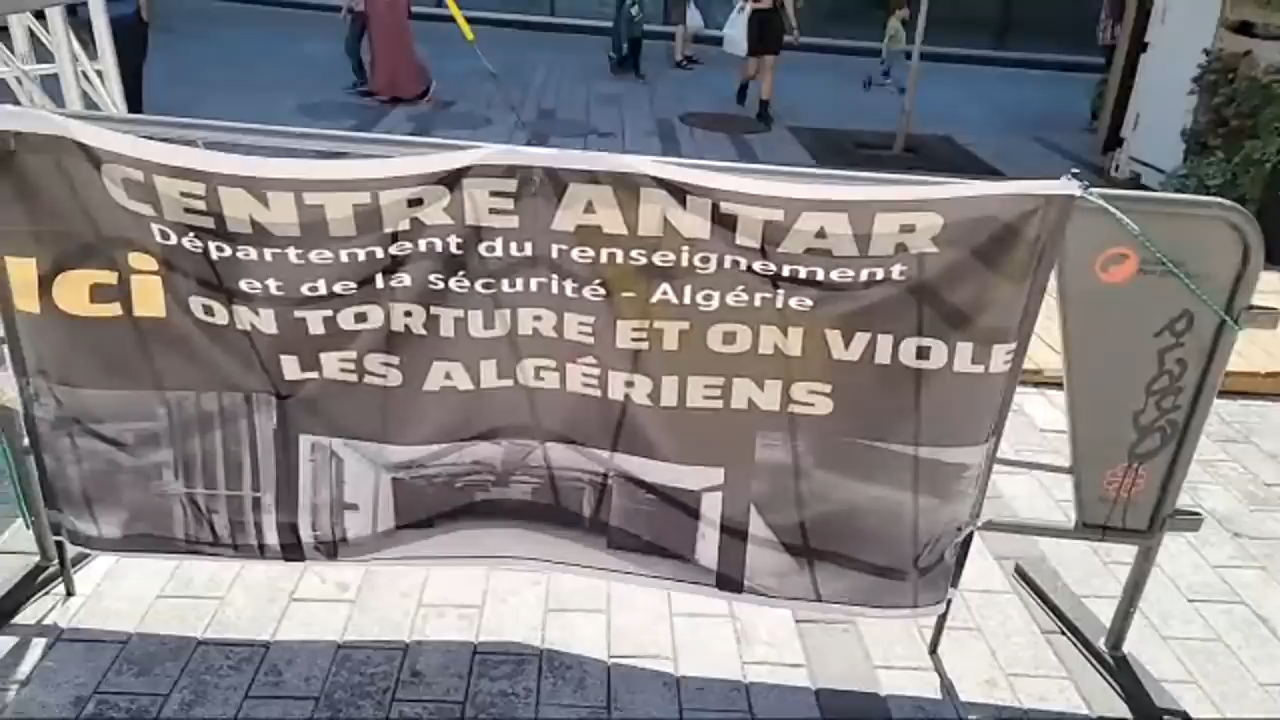 CENTRE ANTAR
Département du renseignement
et de la sécurité - Algérie
Ici ON TORTURE ET ON VIOLE
LES ALGÉRIENS